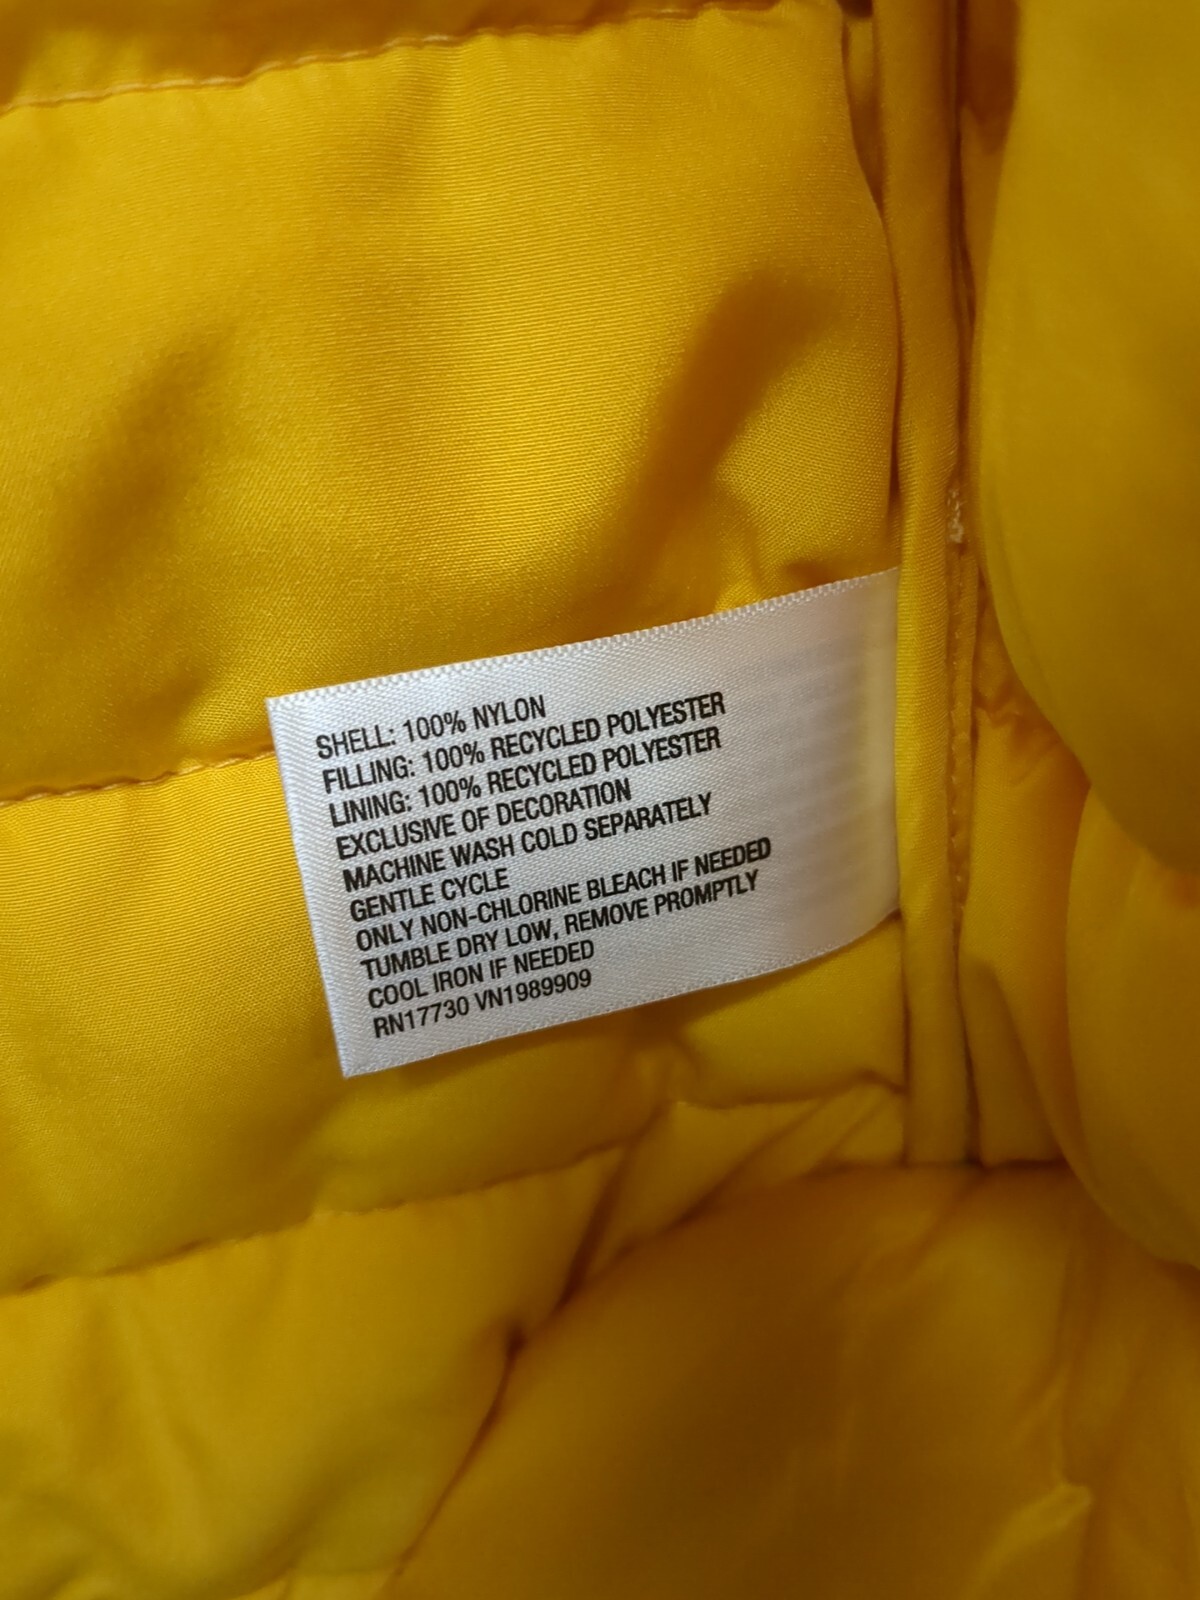 SHELL: 100% NYLON
FILLING: 100% RECYCLED POLYESTER
LINING: 100% RECYCLED POLYESTER
EXCLUSIVE OF DECORATION
MACHINE WASH COLD SEPARATELY
GENTLE CYCLE
ONLY NON-CHLORINE BLEACH IF NEEDED
TUMBLE DRY LOW, REMOVE PROMPTLY
COOL IRON IF NEEDED
RN17730 VN1989909